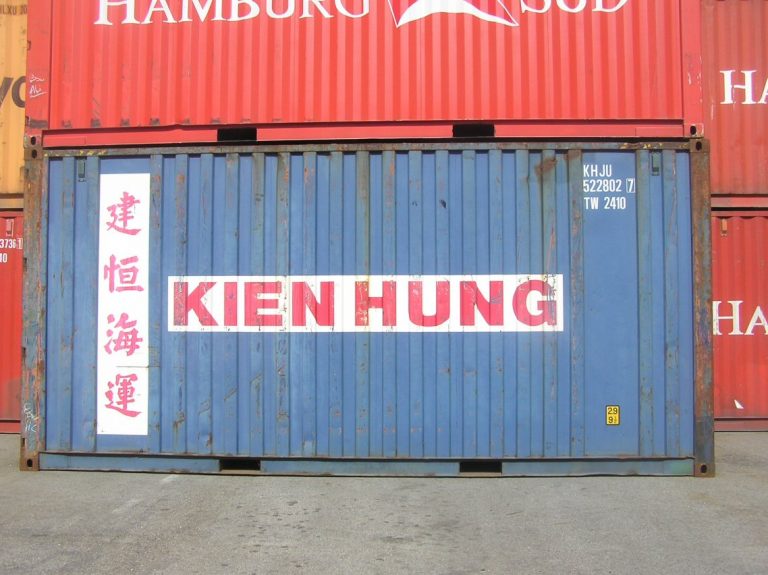 HAMBURG SÜD
HA
建恒海運
KIEN HUNG
KHJU
522802 7
TW 2410
HA